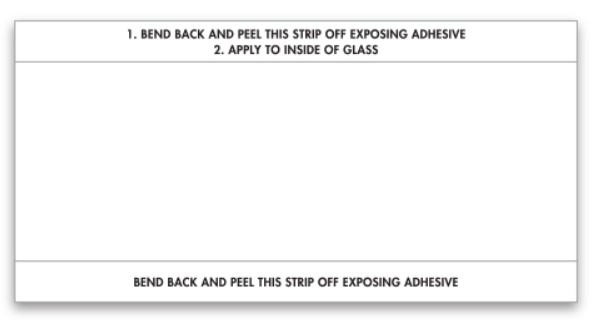 1. BEND BACK AND PEEL THIS STRIP OFF EXPOSING ADHESIVE
2. APPLY TO INSIDE OF GLASS
BEND BACK AND PEEL THIS STRIP OFF EXPOSING ADHESIVE